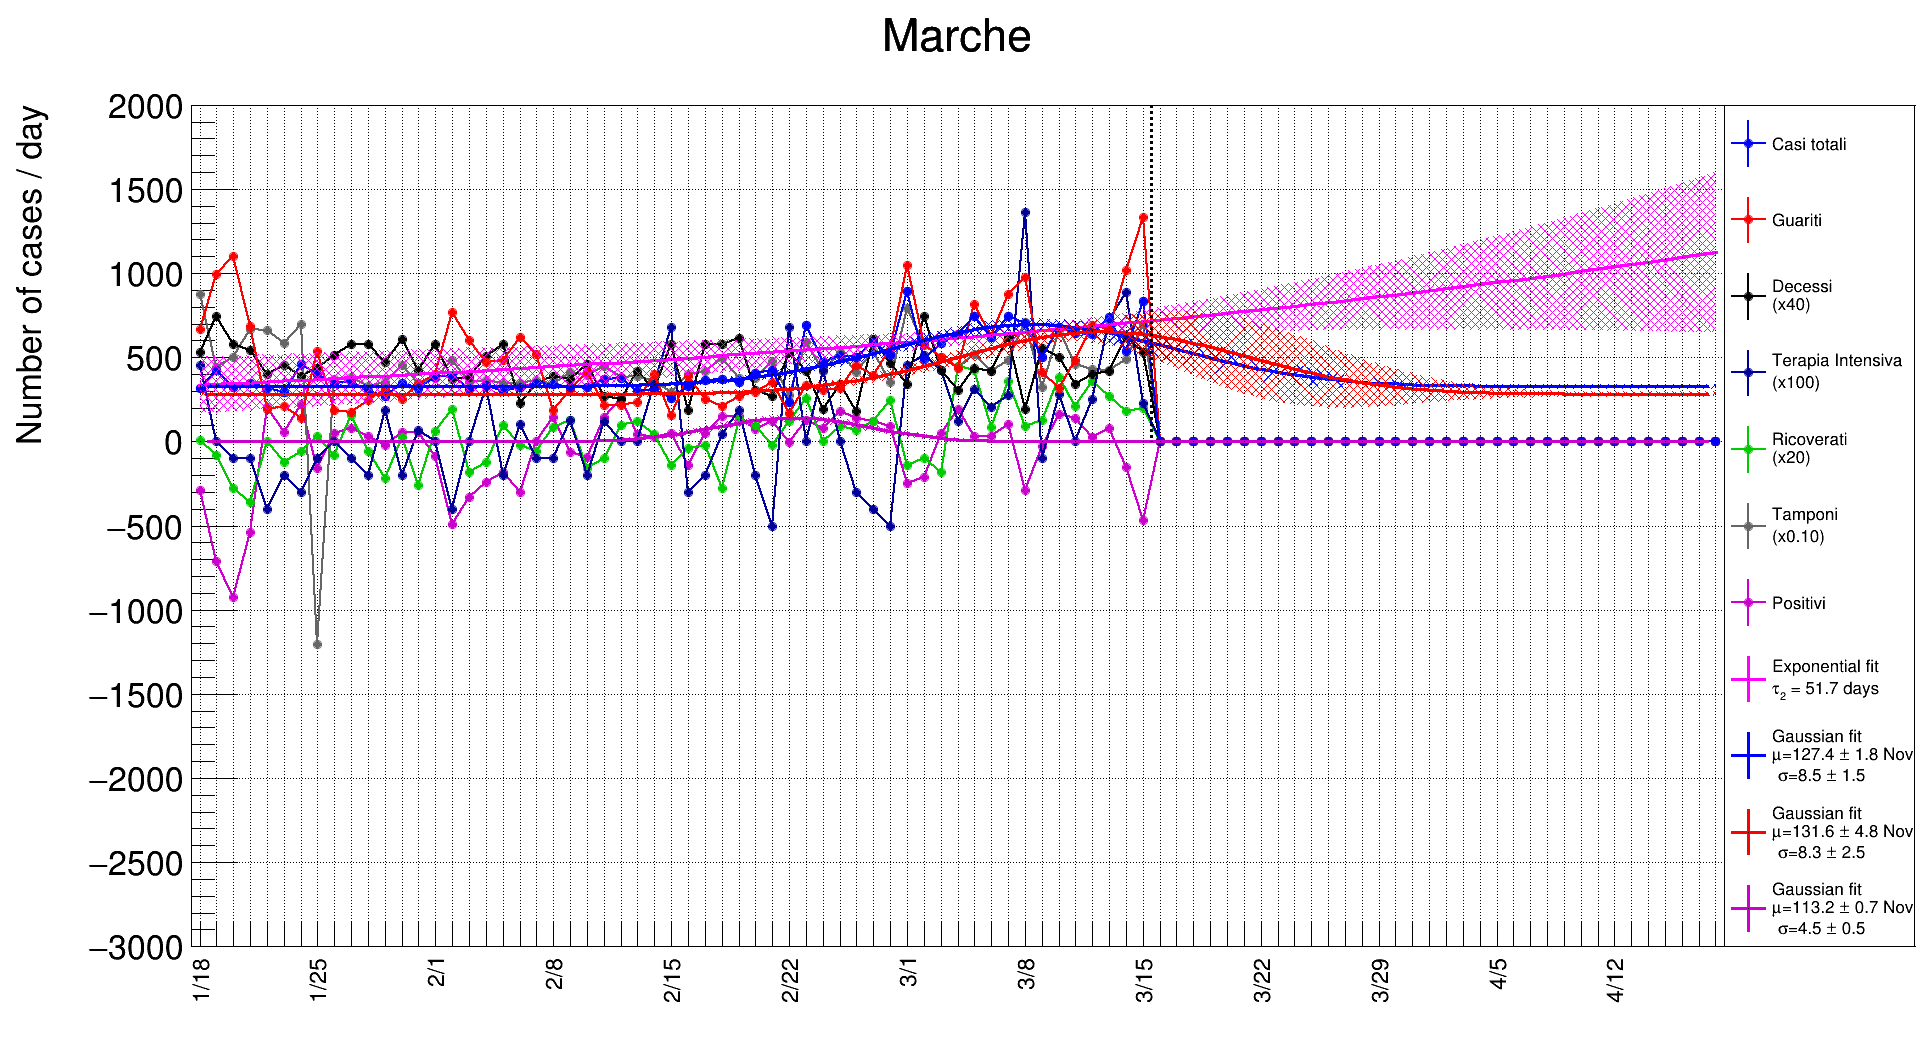 Marche
Number of cases / day
2000
1500
1000
500
0
−500
−1000
−1500
−2000
−2500
−3000
1/18
1/25
2/1
2/8
2/15
2/22
3/1
3/8
3/15
3/22
3/29
4/5
4/12
Casi totali
Guariti
Decessi
(x40)
Terapia Intensiva
(x100)
Ricoverati
(x20)
Tamponi
(x0.10)
Positivi
Exponential fit
τ2 = 51.7 days
Gaussian fit
μ=127.4 ± 1.8 Nov
σ=8.5 ± 1.5
Gaussian fit
μ=131.6 ± 4.8 Nov
σ=8.3 ± 2.5
Gaussian fit
μ=113.2 ± 0.7 Nov
σ=4.5 ± 0.5